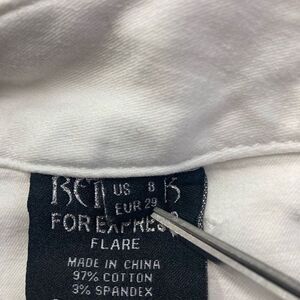 US 8
EUR 29
FOR EXPRESS
FLARE
MADE IN CHINA
97% COTTON
3% SPANDEX